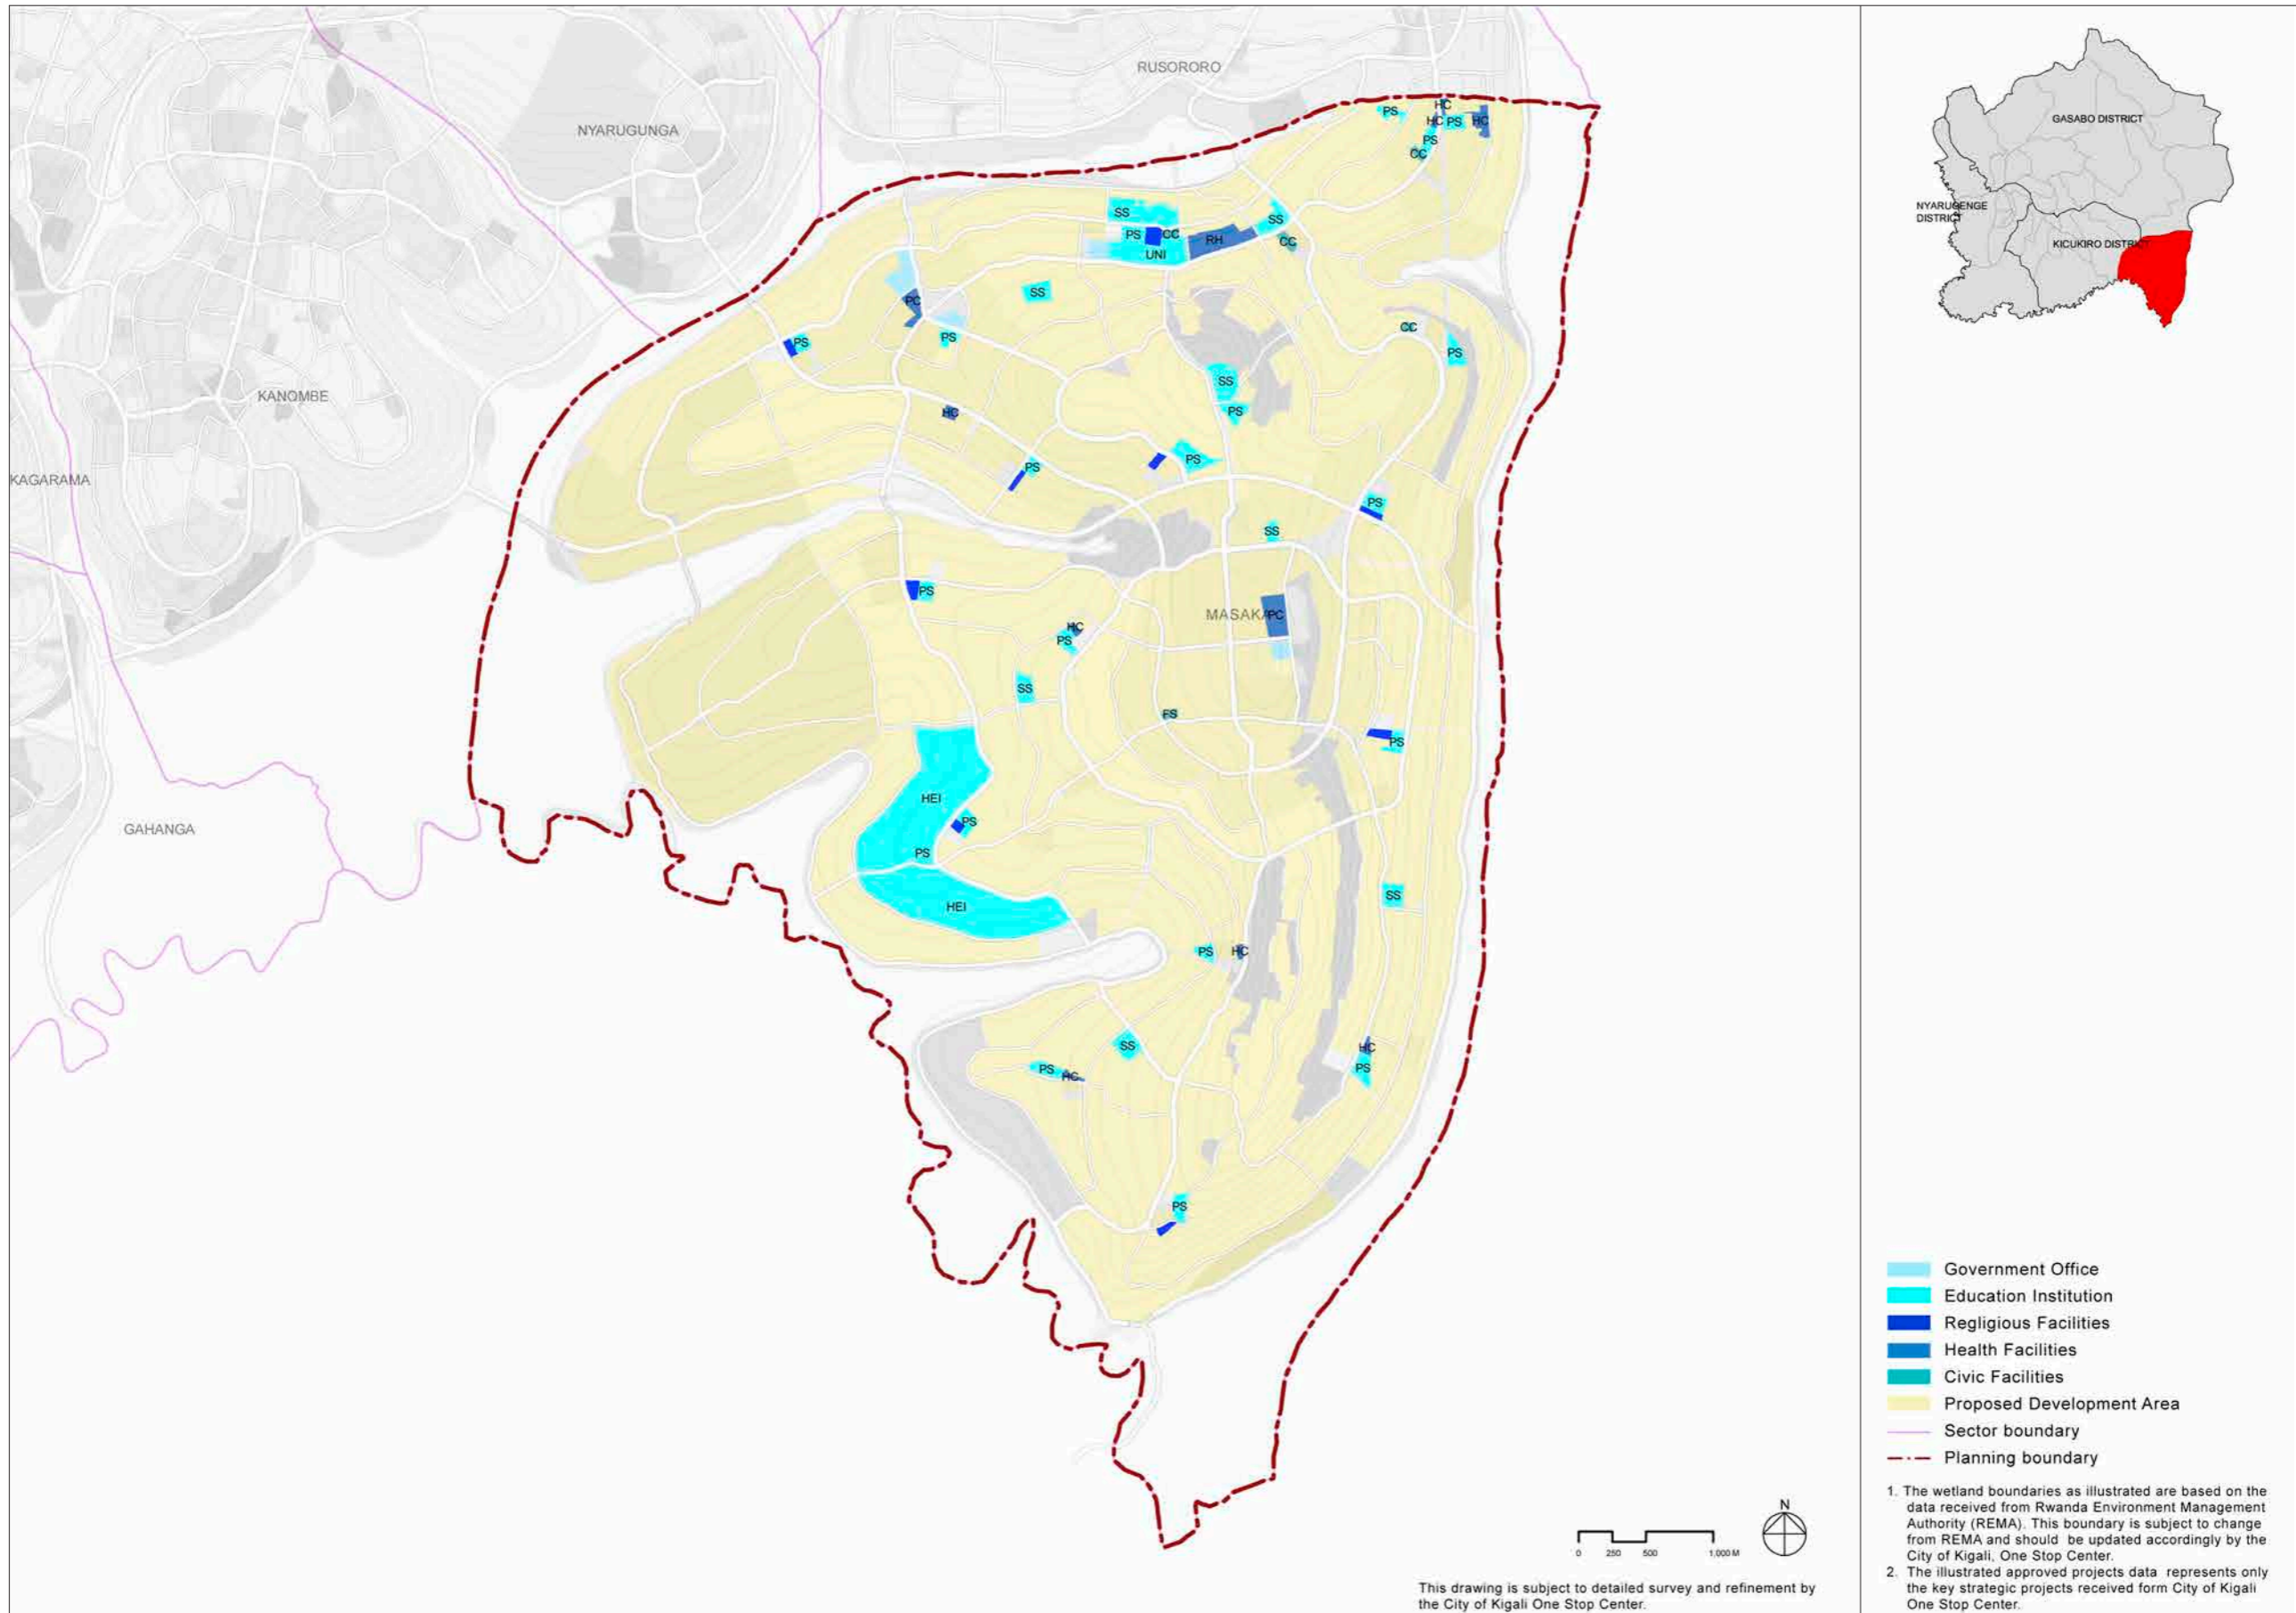 RUSORORO
NYARUGUNGA
HC
PS
HC PS HC
PS
CC
SS
SS
PS CC
RH
CC
UNI
SS
PC
CC
PS
PS
PS
SS
HC
PS
PS
PS
PS
SS
KANOMBE
KAGARAMA
PS
MASAKA PC
HC
PS
SS
FS
PS
HEI
PS
PS
GAHANGA
SS
HEI
PS HC
SS
HC
PS HC
PS
PS
GASABO DISTRICT
NYARUGENGE
DISTRICT
KICUKIRO DISTRICT
Government Office
Education Institution
Regligious Facilities
Health Facilities
Civic Facilities
Proposed Development Area
Sector boundary
Planning boundary
1. The wetland boundaries as illustrated are based on the
data received from Rwanda Environment Management
Authority (REMA). This boundary is subject to change
from REMA and should be updated accordingly by the
City of Kigali, One Stop Center.
2. The illustrated approved projects data represents only
the key strategic projects received form City of Kigali
One Stop Center.
N
0 250 500 1,000 M
This drawing is subject to detailed survey and refinement by
the City of Kigali One Stop Center.